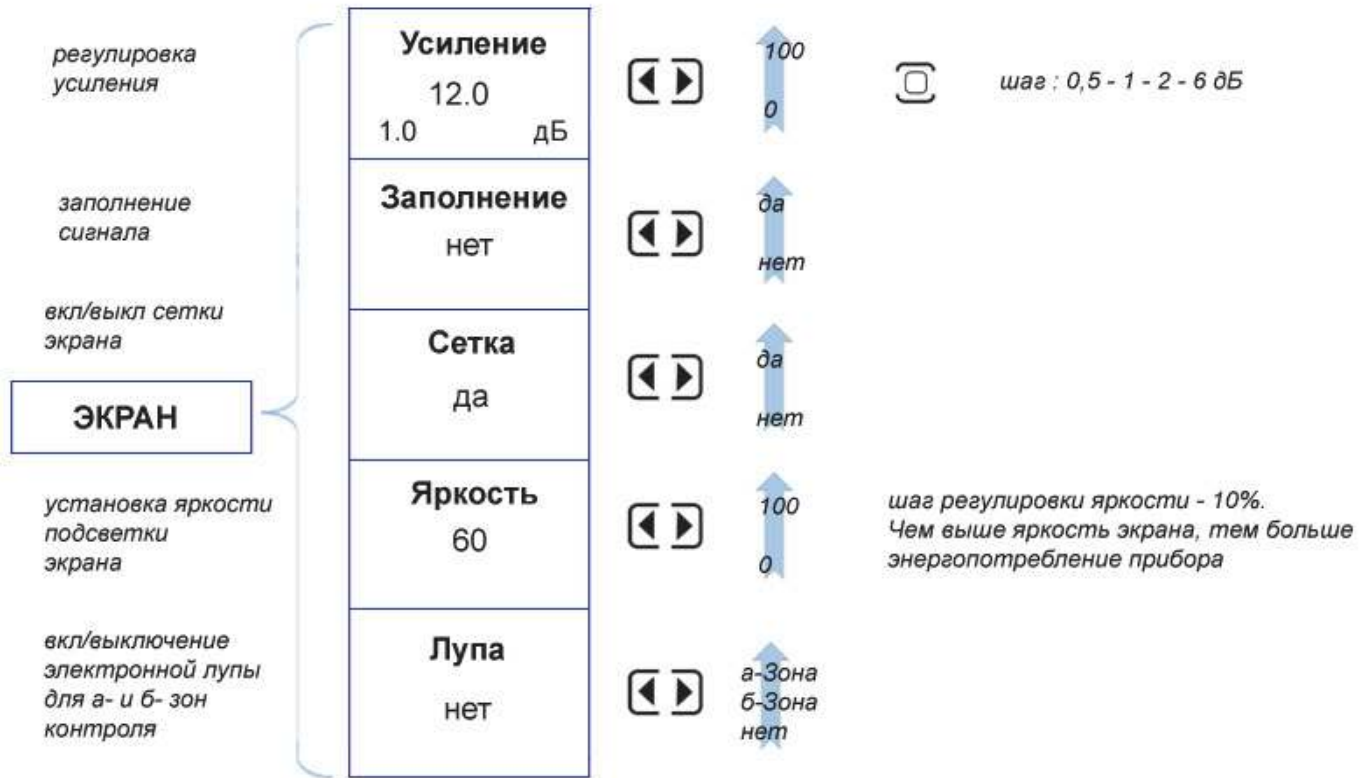 регулировка
усиления
Усиление
12.0
1.0 дБ
100
0
шаг : 0,5 - 1 - 2 - 6 дБ
заполнение
сигнала
Заполнение
нет
да
нет
вкл/выкл сетки
экрана
Сетка
да
да
нет
ЭКРАН
установка яркости
подсветки
экрана
Яркость
60
100
0
шаг регулировки яркости - 10%.
Чем выше яркость экрана, тем больше
энергопотребление прибора
вкл/выключение
электронной лупы
для а- и б- зон
контроля
Лупа
нет
а-Зона
б-Зона
нет